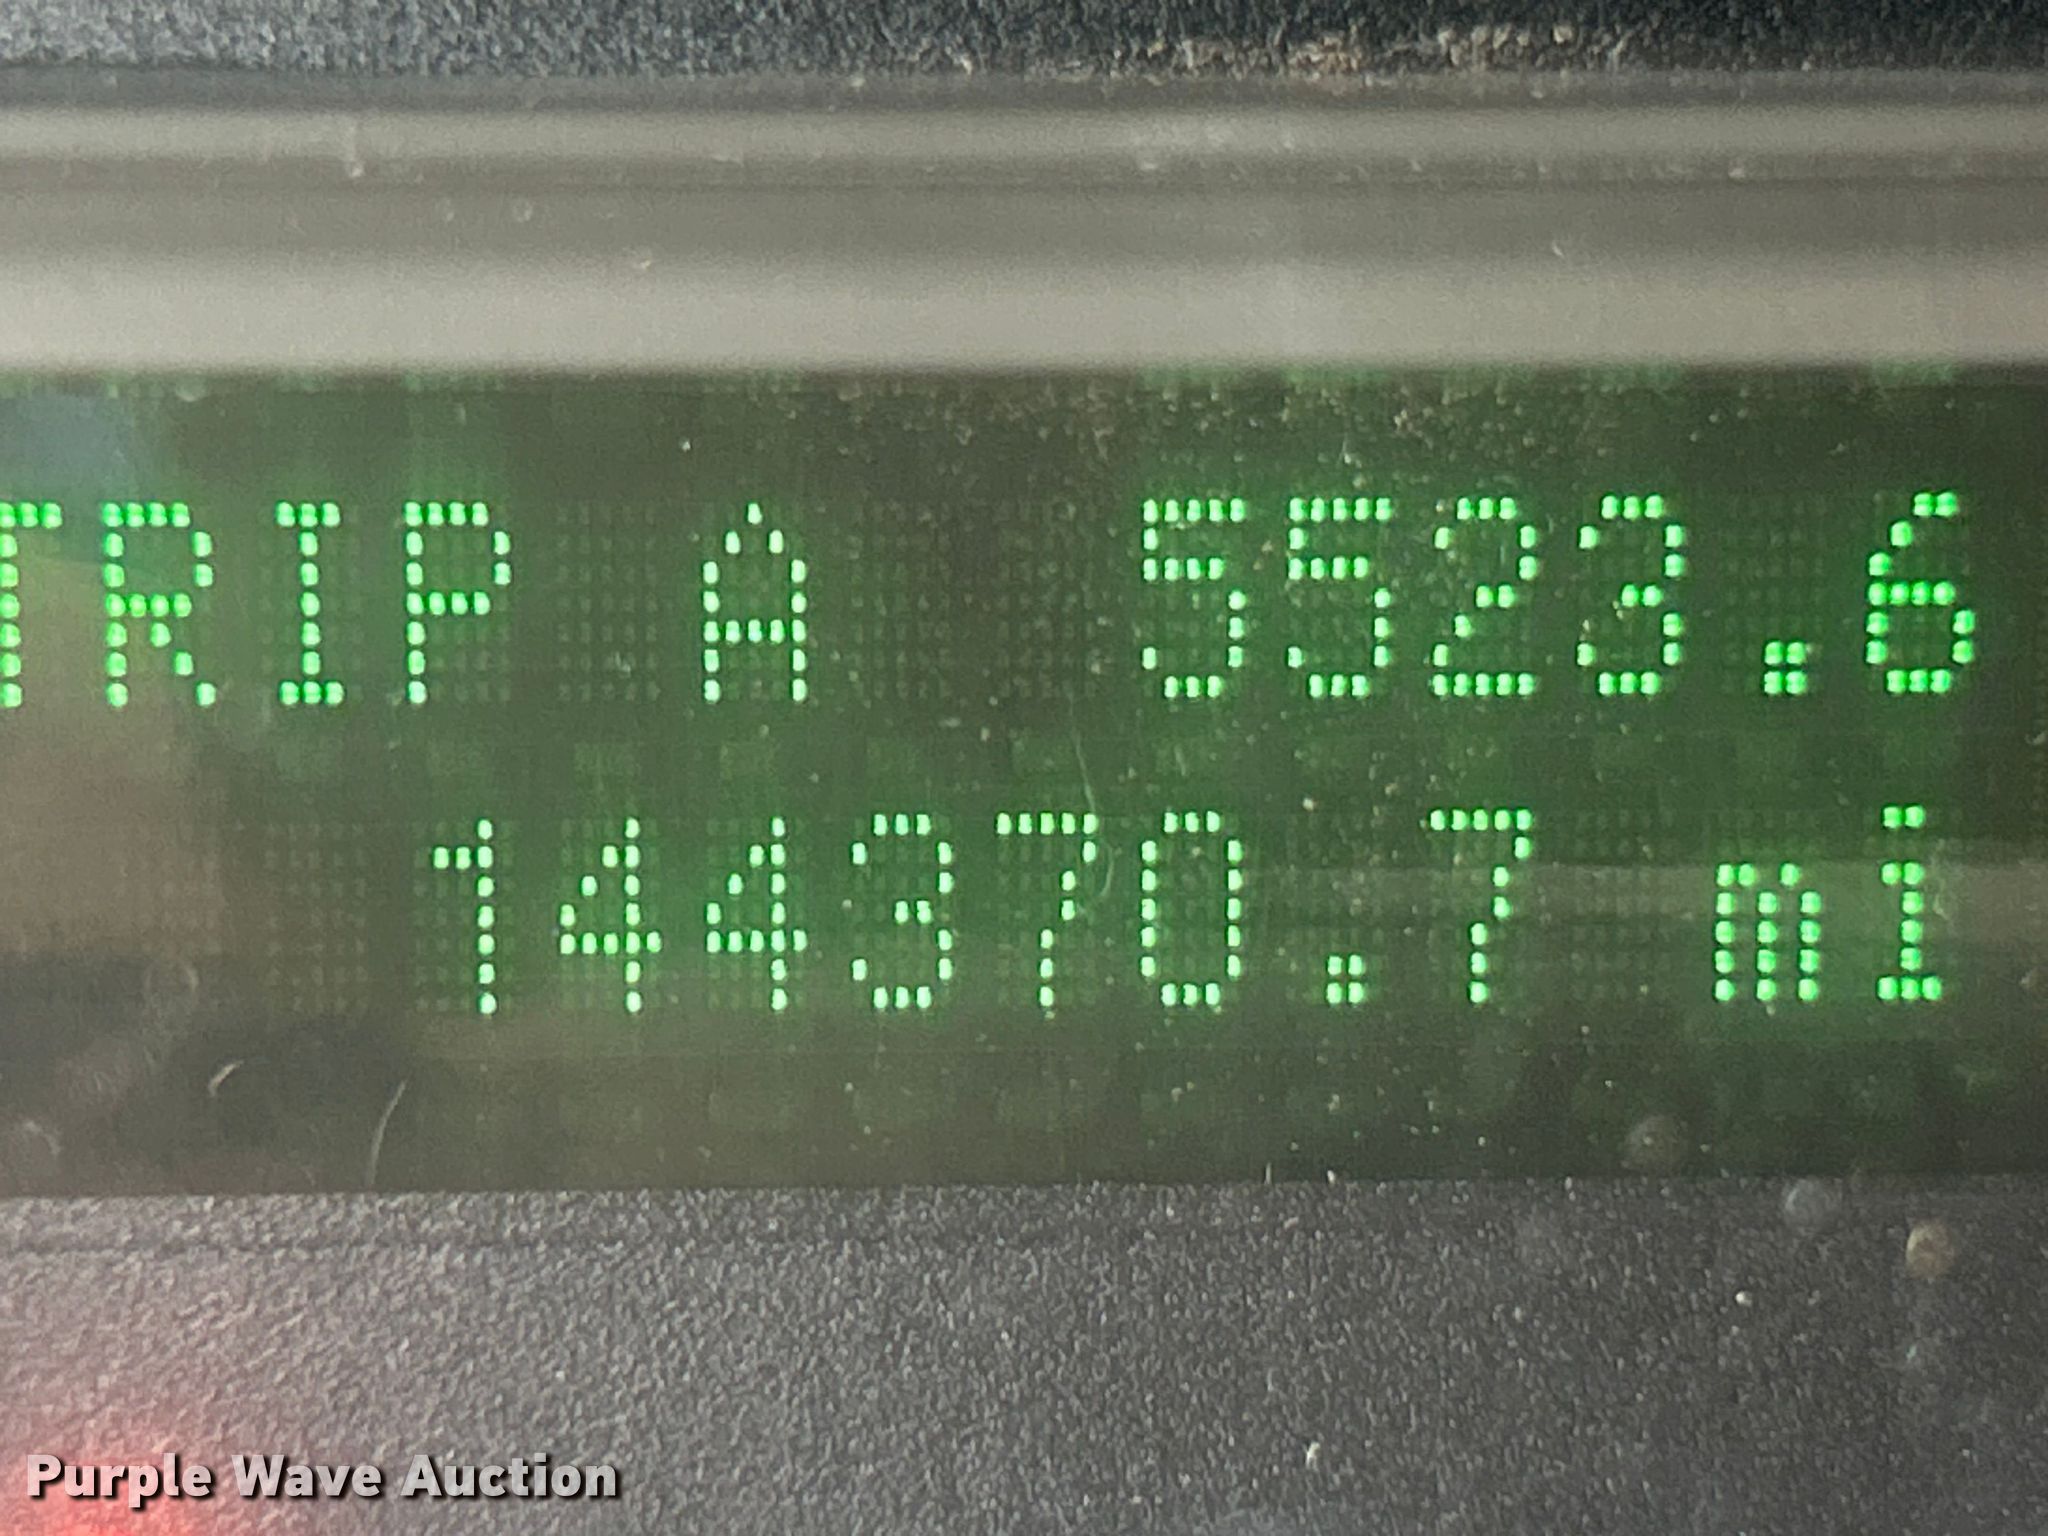 TRIP A 5523.6
144370.7 mi
Purple Wave Auction